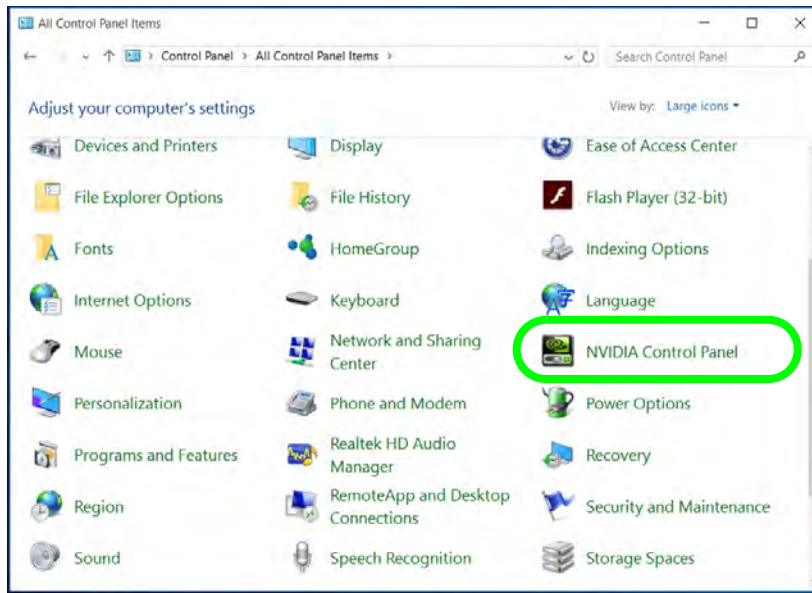 All Control Panel Items
Control Panel > All Control Panel Items >
Search Control Panel
Adjust your computer's settings
View by: Large icons
Devices and Printers
Display
Ease of Access Center
File Explorer Options
File History
Flash Player (32-bit)
Fonts
HomeGroup
Indexing Options
Internet Options
Keyboard
Language
Mouse
Network and Sharing
Center
NVIDIA Control Panel
Personalization
Phone and Modem
Power Options
Programs and Features
Realtek HD Audio
Manager
Recovery
Region
RemoteApp and Desktop
Connections
Security and Maintenance
Sound
Speech Recognition
Storage Spaces